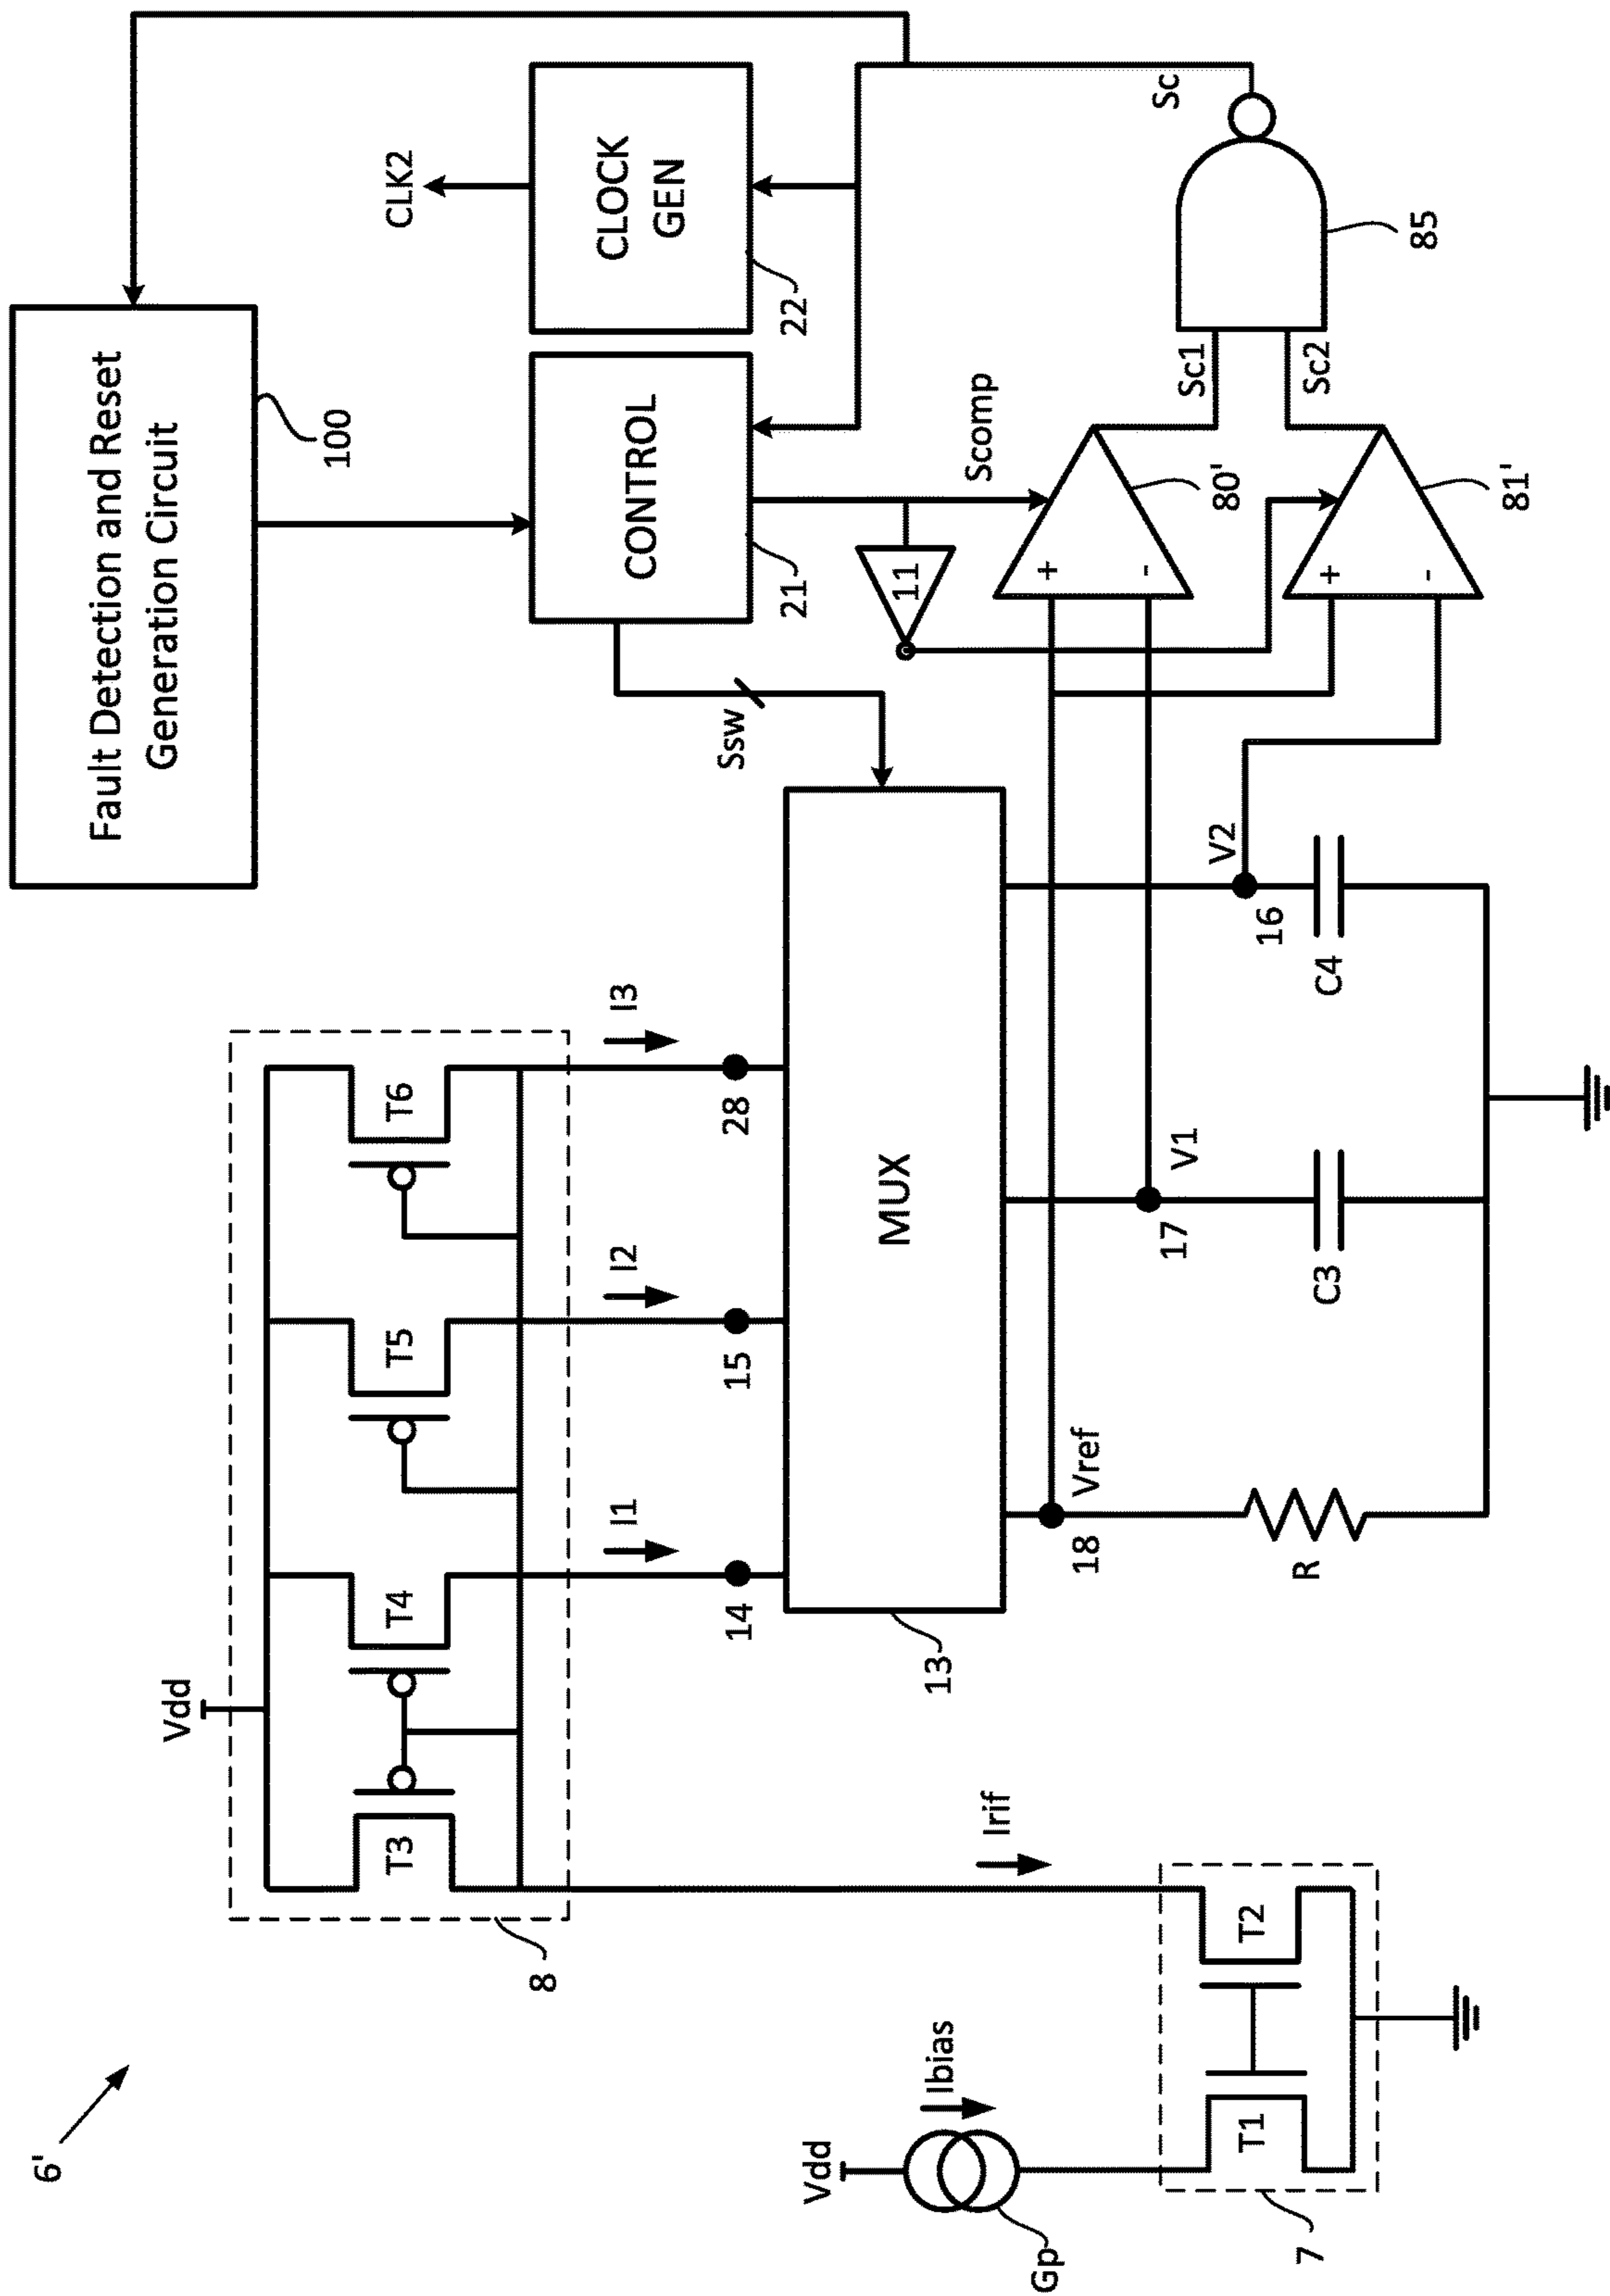 6'
Fault Detection and Reset
Generation Circuit
100
CLK2
CLOCK
GEN
22
CONTROL
21
Vdd
T3
T4
T5
T6
8
I1
I2
I3
14
15
28
Ssw
Scomp
11
MUX
13
Vdd
Ibias
Gp
Irif
T1
T2
7
18
Vref
17
V1
16
V2
R
C3
C4
+
-
80'
+
-
81'
Sc1
Sc2
85
Sc